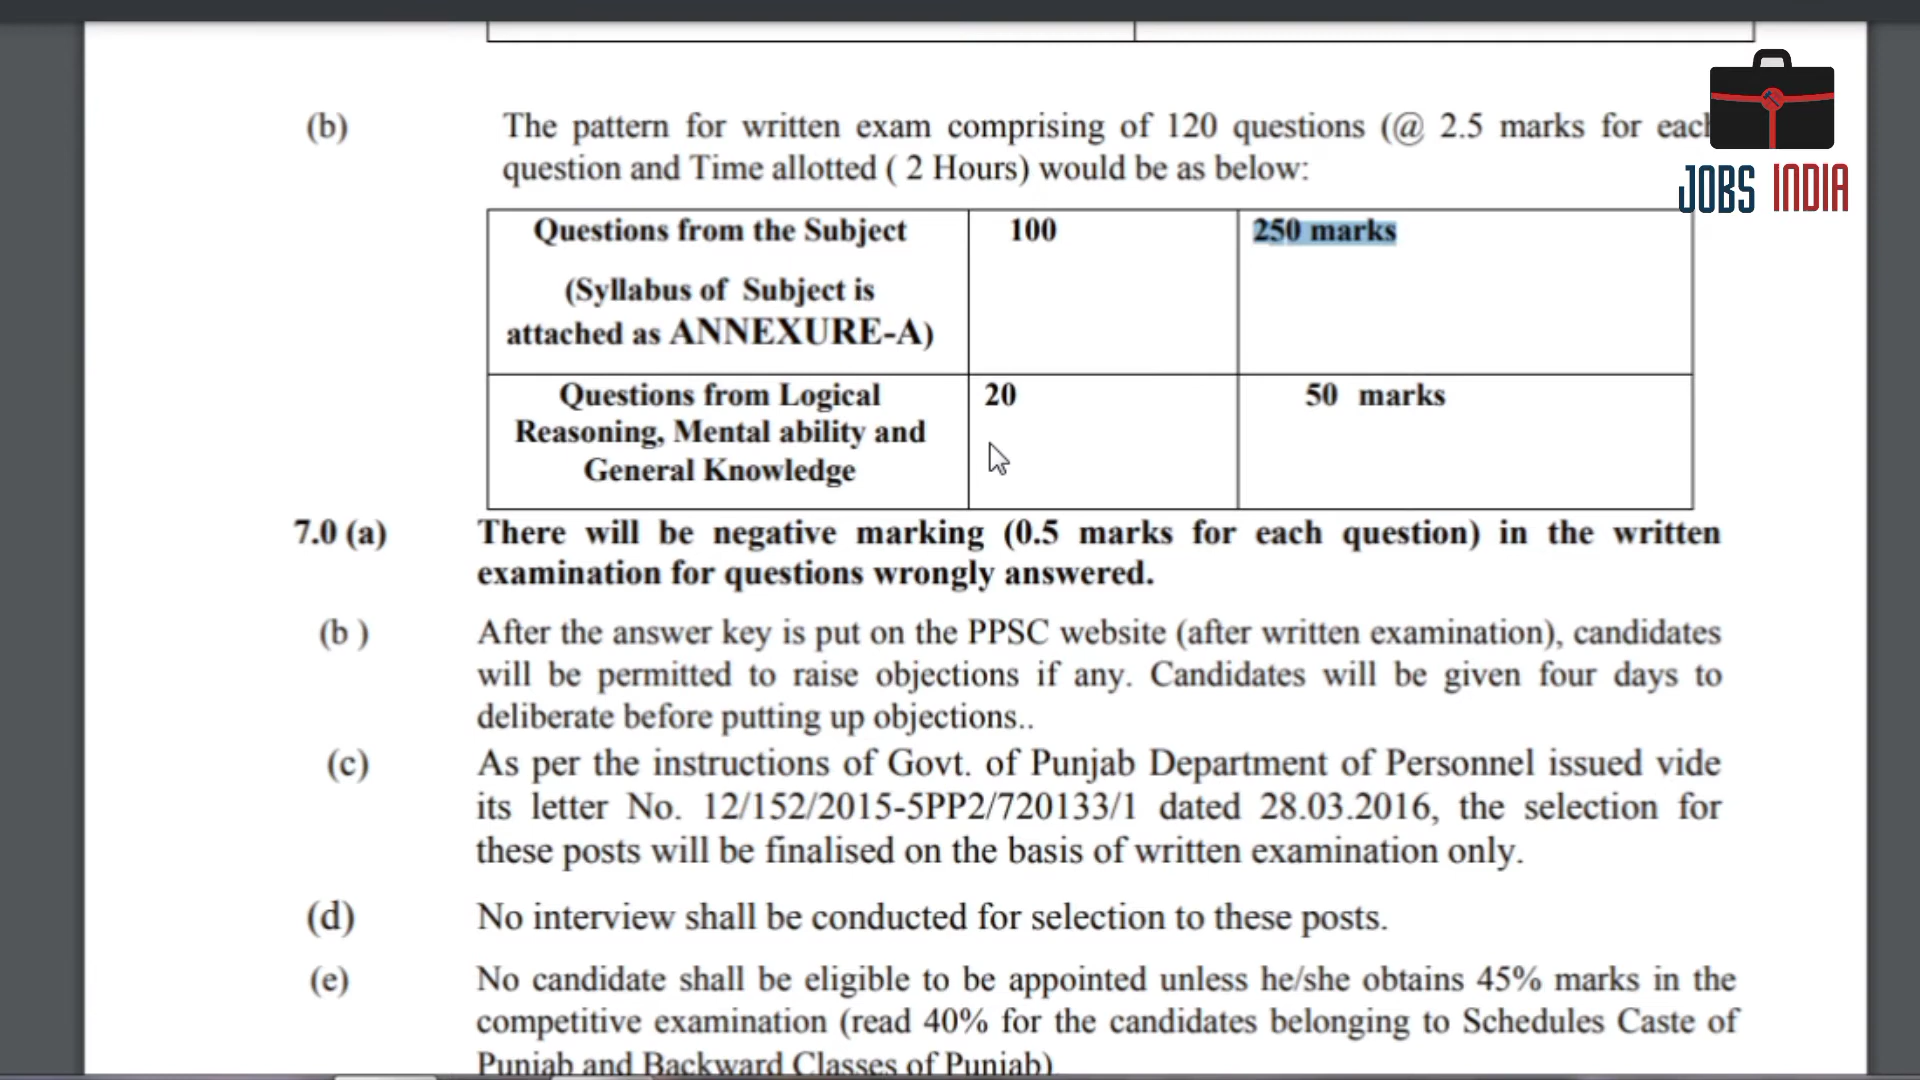 (b) The pattern for written exam comprising of 120 questions (@ 2.5 marks for each
question and Time allotted ( 2 Hours) would be as below:
JOBS INDIA
Questions from the Subject 100 250 marks
(Syllabus of Subject is
attached as ANNEXURE-A)
Questions from Logical 20 50 marks
Reasoning, Mental ability and
General Knowledge
7.0 (a) There will be negative marking (0.5 marks for each question) in the written
examination for questions wrongly answered.
(b ) After the answer key is put on the PPSC website (after written examination), candidates
will be permitted to raise objections if any. Candidates will be given four days to
deliberate before putting up objections..
(c) As per the instructions of Govt. of Punjab Department of Personnel issued vide
its letter No. 12/152/2015-5PP2/720133/1 dated 28.03.2016, the selection for
these posts will be finalised on the basis of written examination only.
(d) No interview shall be conducted for selection to these posts.
(e) No candidate shall be eligible to be appointed unless he/she obtains 45% marks in the
competitive examination (read 40% for the candidates belonging to Schedules Caste of
Punjab and Backward Classes of Punjab)